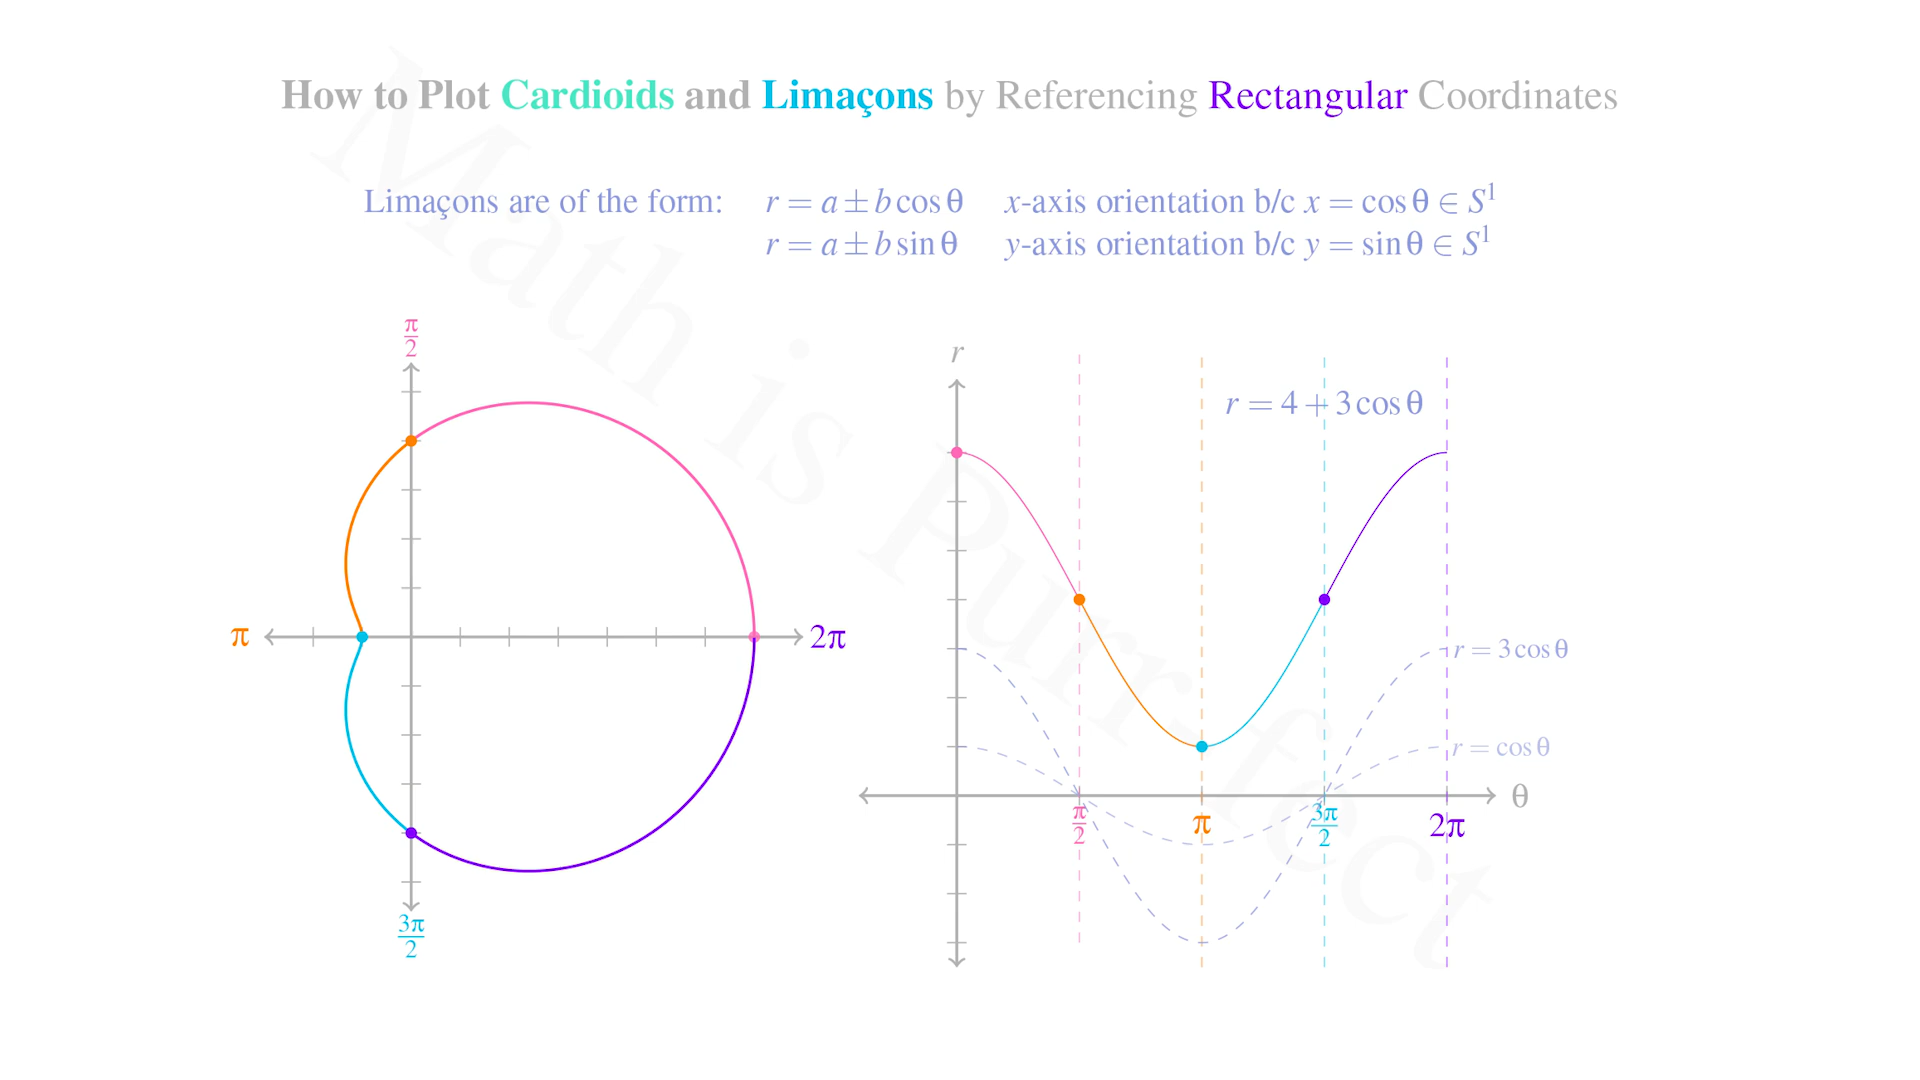 How to Plot Cardioids and Limaçons by Referencing Rectangular Coordinates
Limaçons are of the form: r = a ± b cos θ x-axis orientation b/c x = cos θ ∈ S¹
r = a ± b sin θ y-axis orientation b/c y = sin θ ∈ S¹
π/2
r
r = 4 + 3 cos θ
π
2π
r = 3 cos θ
r = cos θ
θ
π/2
π
3π/2
2π
3π/2
Math is Purr-fect